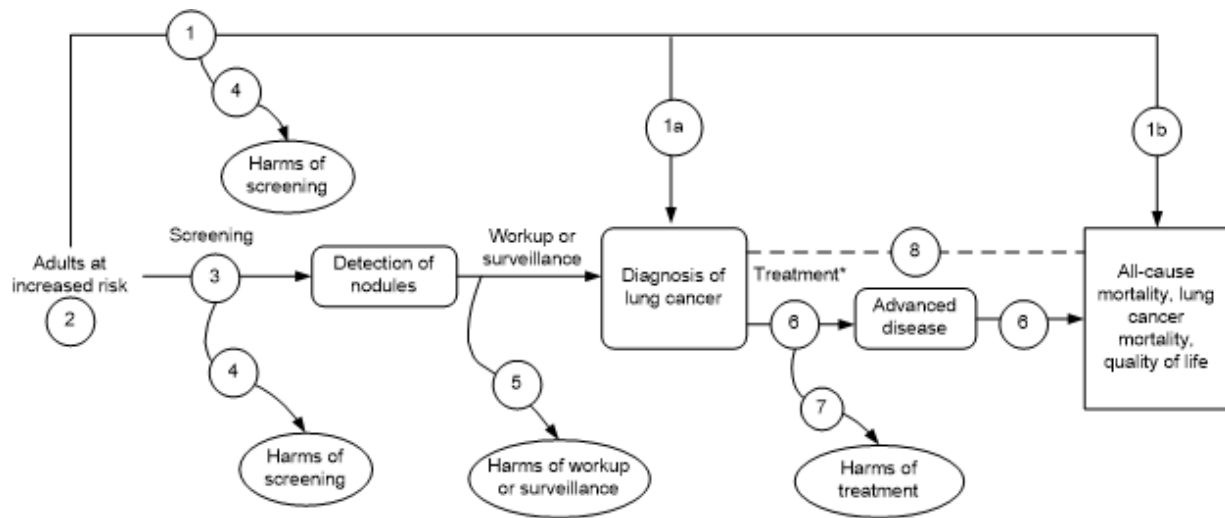 1
4
1a
1b
Harms of
screening
Screening
Workup or
surveillance
Adults at
increased risk
2
3
Detection of
nodules
Diagnosis of
lung cancer
8
Treatment*
6
Advanced
disease
6
All-cause
mortality, lung
cancer
mortality,
quality of life
4
5
7
Harms of
screening
Harms of workup
or surveillance
Harms of
treatment